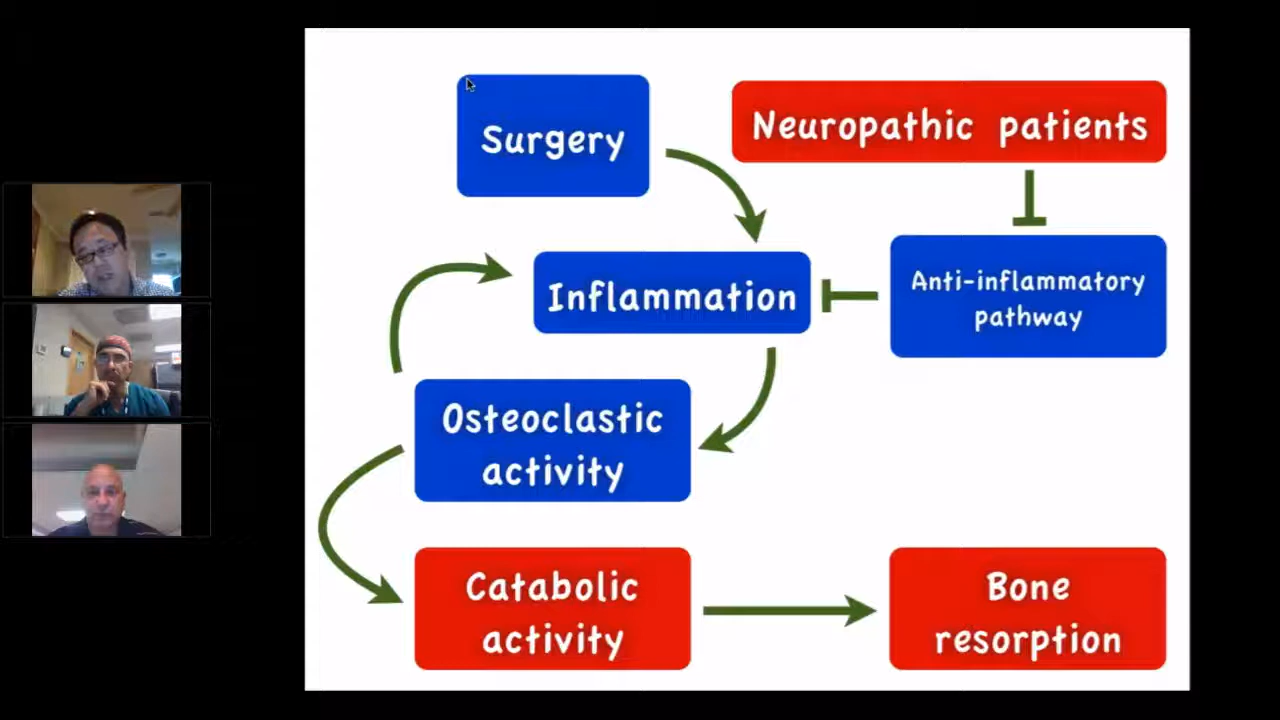 Surgery
Neuropathic patients
Inflammation
Anti-inflammatory
pathway
Osteoclastic
activity
Catabolic
activity
Bone
resorption